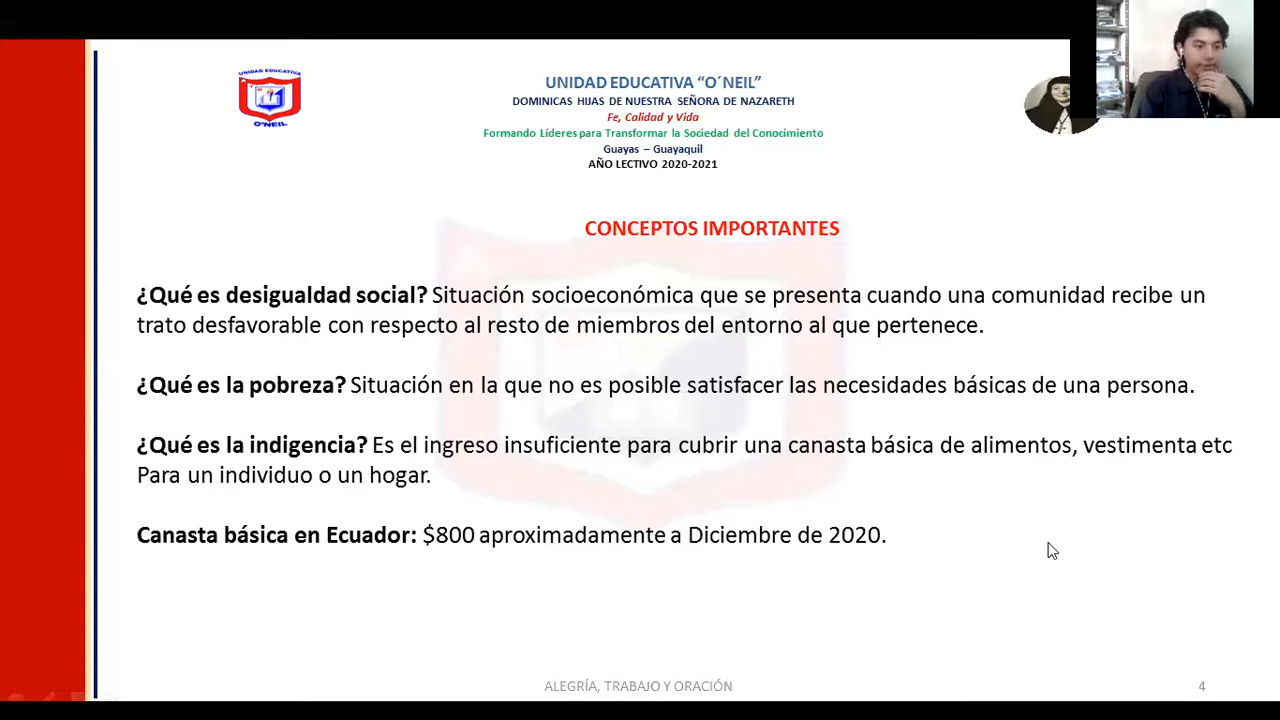 UNIDAD EDUCATIVA
O'NEIL
UNIDAD EDUCATIVA “O´NEIL”
DOMINICAS HIJAS DE NUESTRA SEÑORA DE NAZARETH
Fe, Calidad y Vida
Formando Líderes para Transformar la Sociedad del Conocimiento
Guayas – Guayaquil
AÑO LECTIVO 2020-2021
CONCEPTOS IMPORTANTES
¿Qué es desigualdad social? Situación socioeconómica que se presenta cuando una comunidad recibe un
trato desfavorable con respecto al resto de miembros del entorno al que pertenece.
¿Qué es la pobreza? Situación en la que no es posible satisfacer las necesidades básicas de una persona.
¿Qué es la indigencia? Es el ingreso insuficiente para cubrir una canasta básica de alimentos, vestimenta etc
Para un individuo o un hogar.
Canasta básica en Ecuador: $800 aproximadamente a Diciembre de 2020.
ALEGRÍA, TRABAJO Y ORACIÓN
4